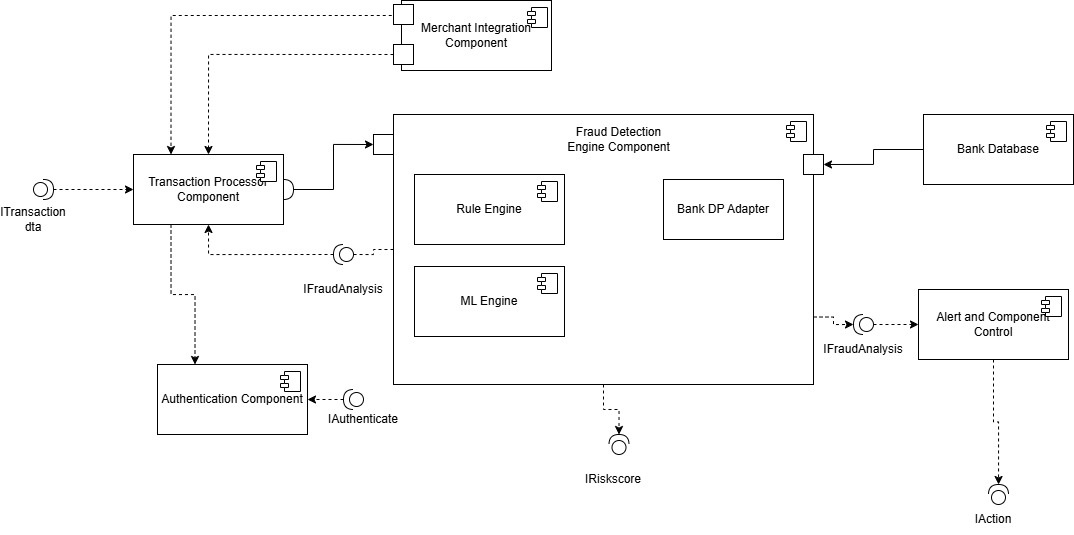 Merchant Integration
Component
Fraud Detection
Engine Component
Bank Database
Transaction Processor
Component
Rule Engine
Bank DP Adapter
ITransaction
dta
IFraudAnalysis
ML Engine
Alert and Component
Control
IFraudAnalysis
Authentication Component
IAuthenticate
IRiskscore
IAction